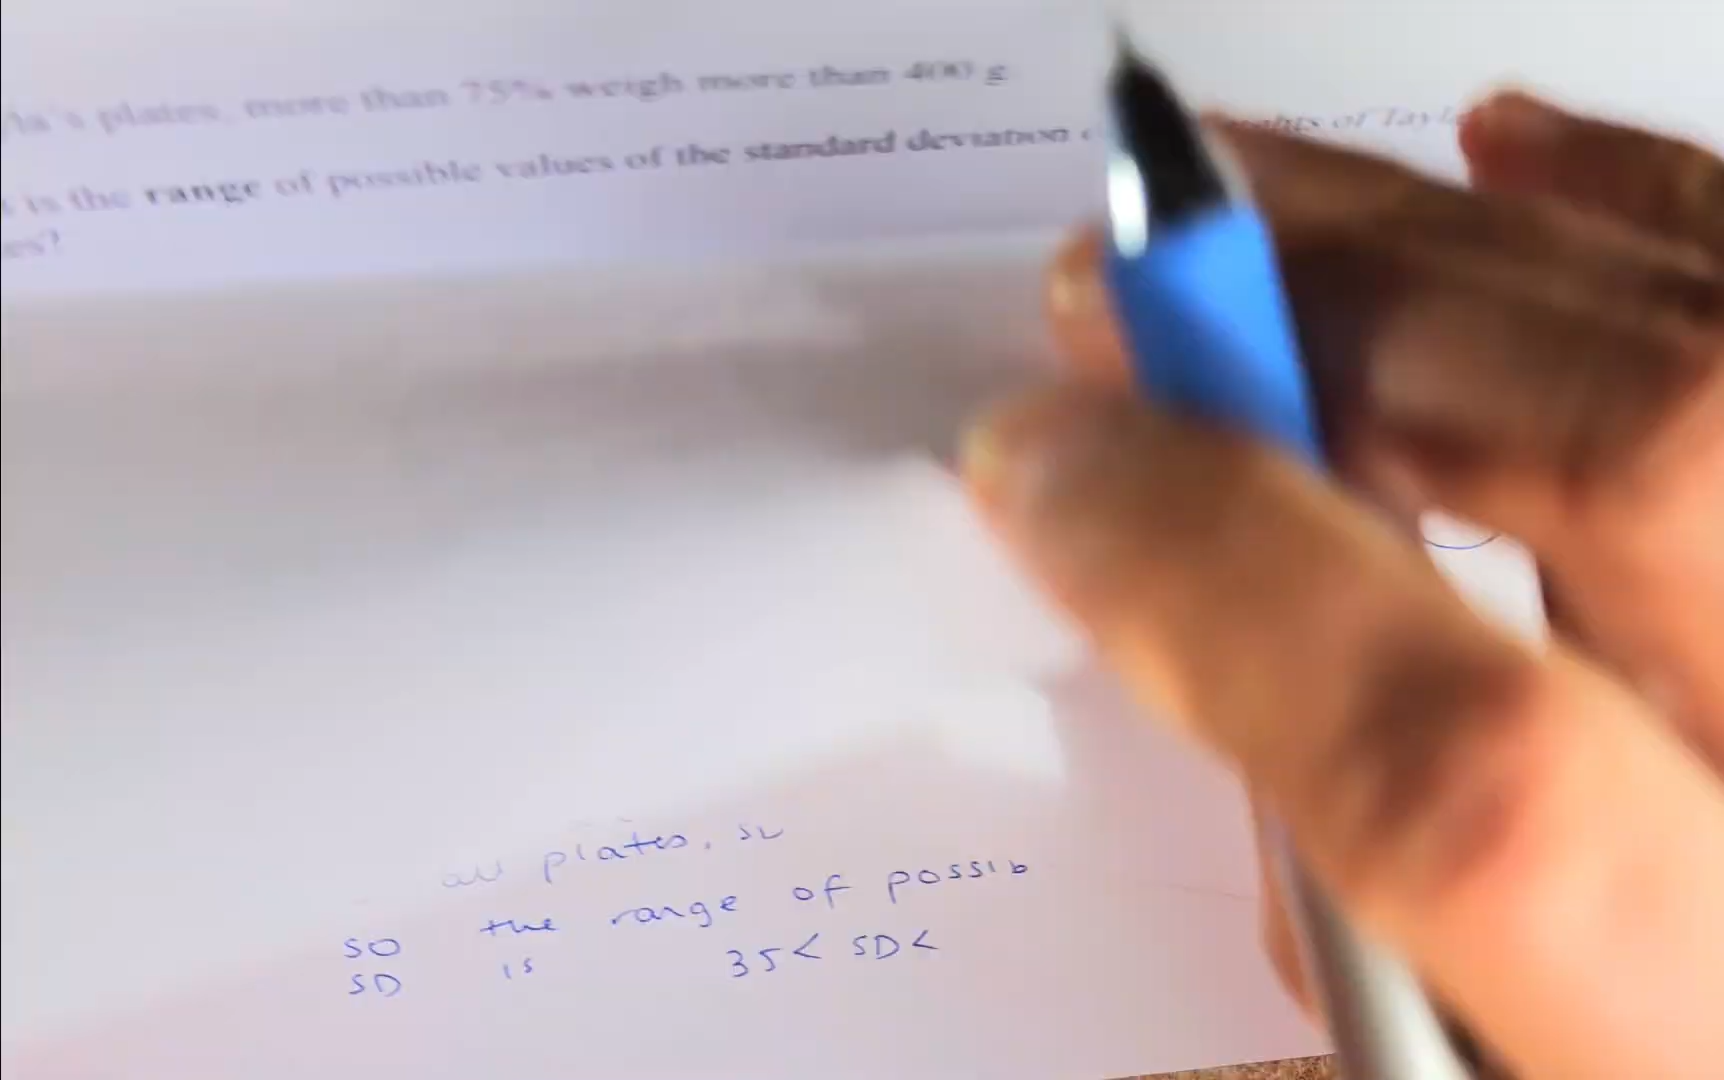 plates, more than 75% weigh more than 400 g
is the range of possible values of the standard deviation
plates,
so the range of possib
SD is 35 < SD <